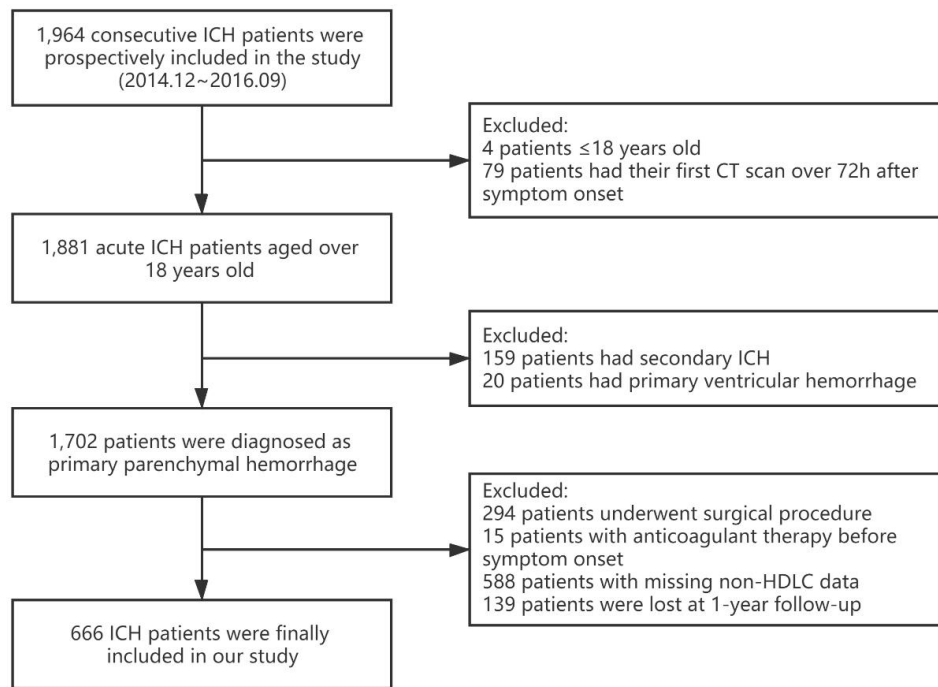 1,964 consecutive ICH patients were
prospectively included in the study
(2014.12~2016.09)
Excluded:
4 patients ≤18 years old
79 patients had their first CT scan over 72h after
symptom onset
1,881 acute ICH patients aged over
18 years old
Excluded:
159 patients had secondary ICH
20 patients had primary ventricular hemorrhage
1,702 patients were diagnosed as
primary parenchymal hemorrhage
Excluded:
294 patients underwent surgical procedure
15 patients with anticoagulant therapy before
symptom onset
588 patients with missing non-HDLC data
139 patients were lost at 1-year follow-up
666 ICH patients were finally
included in our study